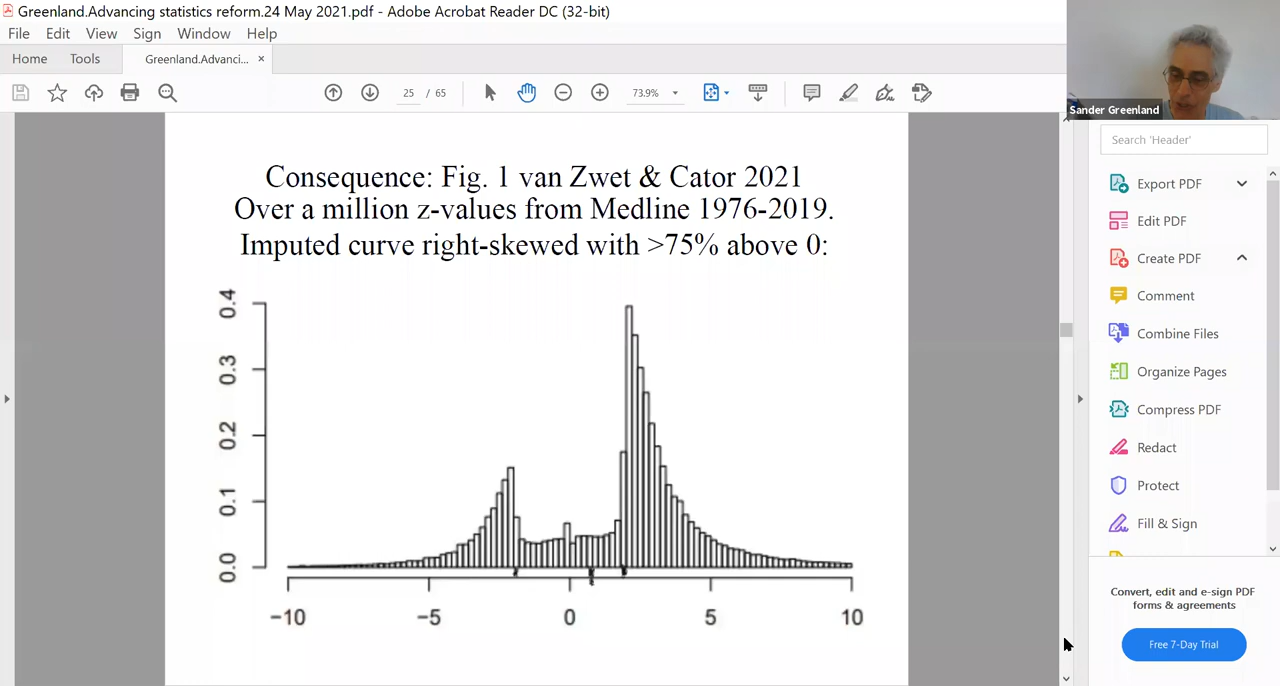 Greenland.Advancing statistics reform.24 May 2021.pdf - Adobe Acrobat Reader DC (32-bit)
File Edit View Sign Window Help
Home Tools Greenland.Advanci... ×
25 / 65 73.9%
Sander Greenland
Search 'Header'
Export PDF
Edit PDF
Create PDF
Comment
Combine Files
Organize Pages
Compress PDF
Redact
Protect
Fill & Sign
Convert, edit and e-sign PDF
forms & agreements
Free 7-Day Trial
Consequence: Fig. 1 van Zwet & Cator 2021
Over a million z-values from Medline 1976-2019.
Imputed curve right-skewed with >75% above 0:
0.4
0.3
0.2
0.1
0.0
−10 −5 0 5 10